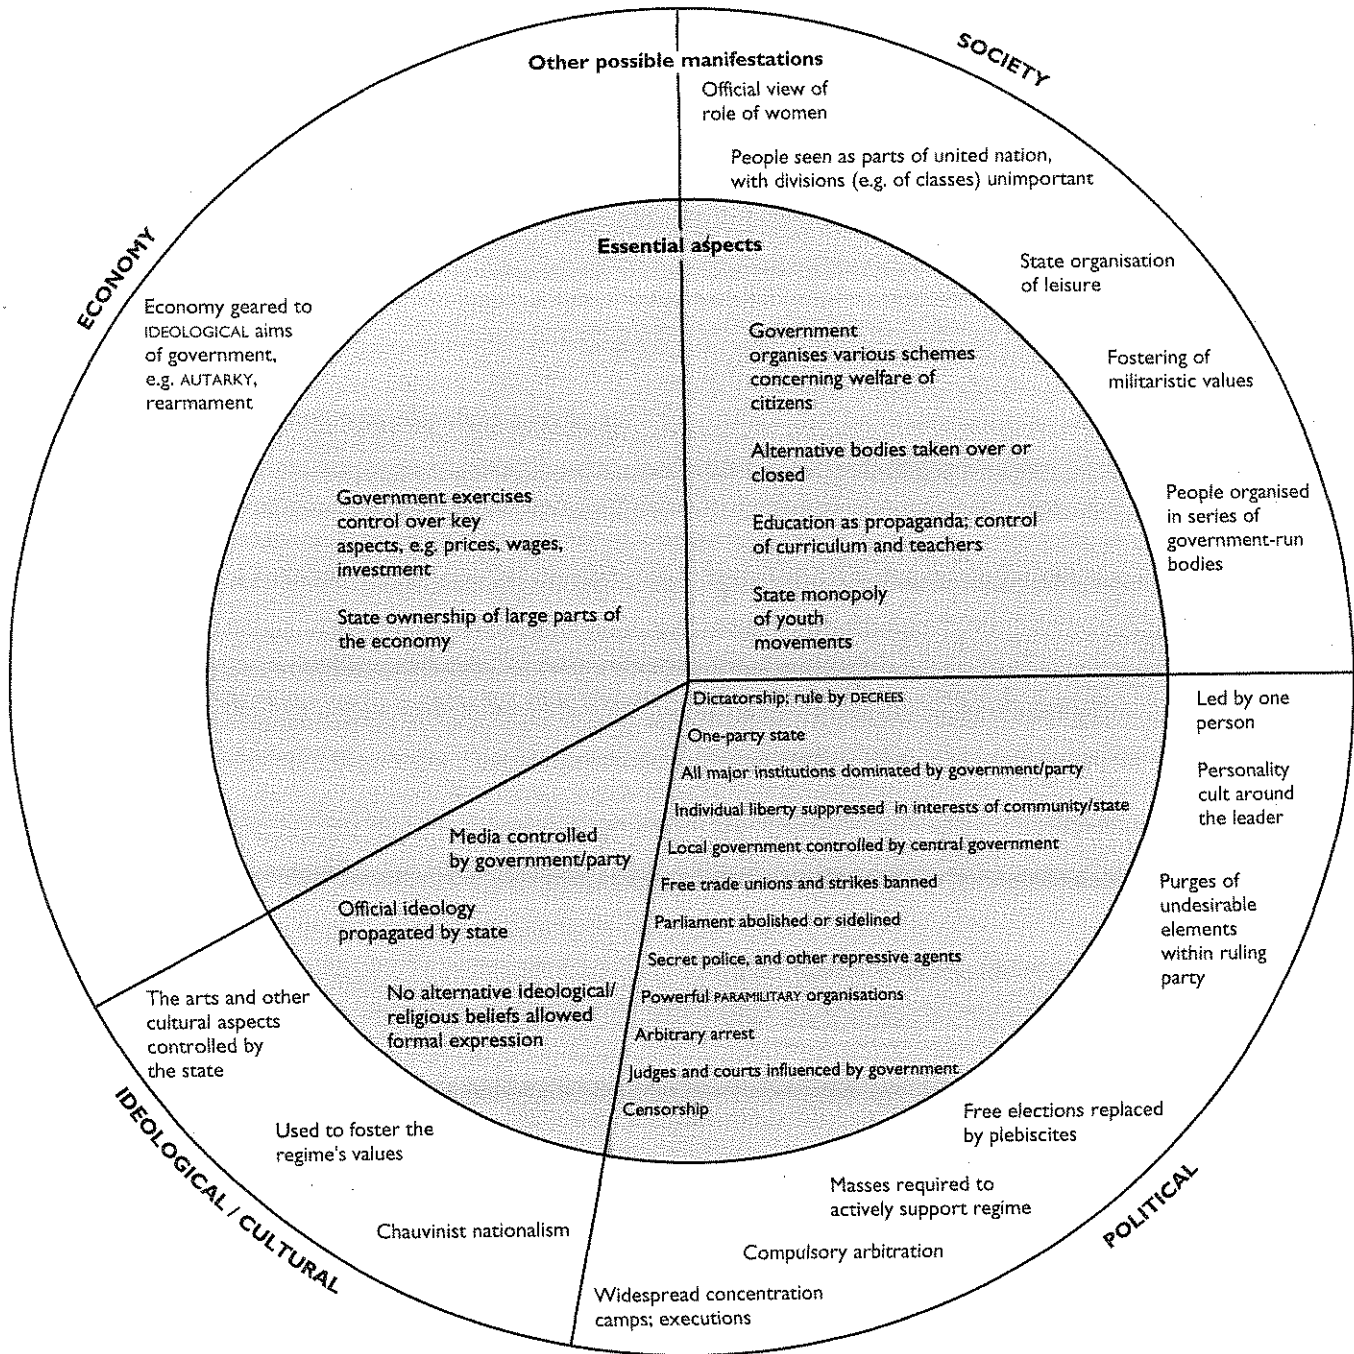 Other possible manifestations
SOCIETY
Official view of
role of women
People seen as parts of united nation,
with divisions (e.g. of classes) unimportant
State organisation
of leisure
Fostering of
militaristic values
People organised
in series of
government-run
bodies
Essential aspects
Government
organises various schemes
concerning welfare of
citizens
Alternative bodies taken over or
closed
Education as propaganda; control
of curriculum and teachers
State monopoly
of youth
movements
ECONOMY
Economy geared to
IDEOLOGICAL aims
of government,
e.g. AUTARKY,
rearmament
Government exercises
control over key
aspects, e.g. prices, wages,
investment
State ownership of large parts of
the economy
Dictatorship; rule by DECREES
One-party state
All major institutions dominated by government/party
Individual liberty suppressed in interests of community/state
Local government controlled by central government
Free trade unions and strikes banned
Parliament abolished or sidelined
Secret police, and other repressive agents
Powerful PARAMILITARY organisations
Arbitrary arrest
Judges and courts influenced by government
Censorship
Led by one
person
Personality
cult around
the leader
Purges of
undesirable
elements
within ruling
party
Free elections replaced
by plebiscites
Masses required to
actively support regime
Compulsory arbitration
Widespread concentration
camps; executions
POLITICAL
Media controlled
by government/party
Official ideology
propagated by state
No alternative ideological/
religious beliefs allowed
formal expression
The arts and other
cultural aspects
controlled by
the state
Used to foster the
regime's values
Chauvinist nationalism
IDEOLOGICAL / CULTURAL